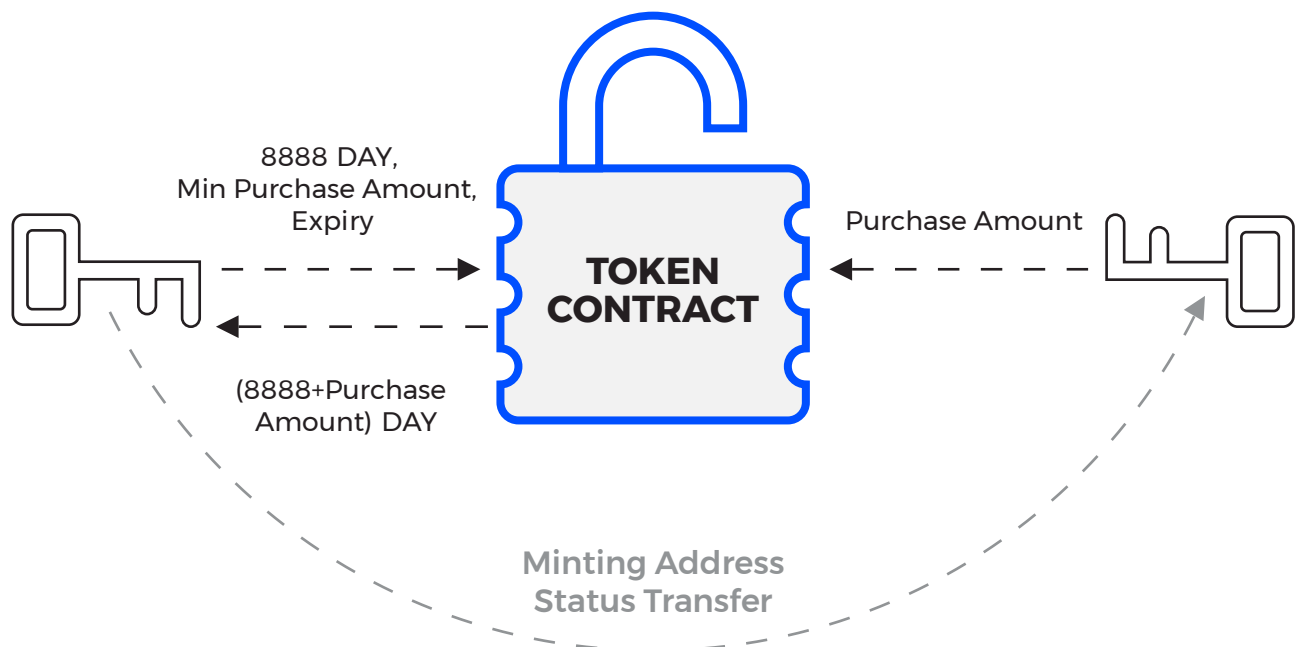 8888 DAY,
Min Purchase Amount,
Expiry
Purchase Amount
TOKEN
CONTRACT
(8888+Purchase
Amount) DAY
Minting Address
Status Transfer